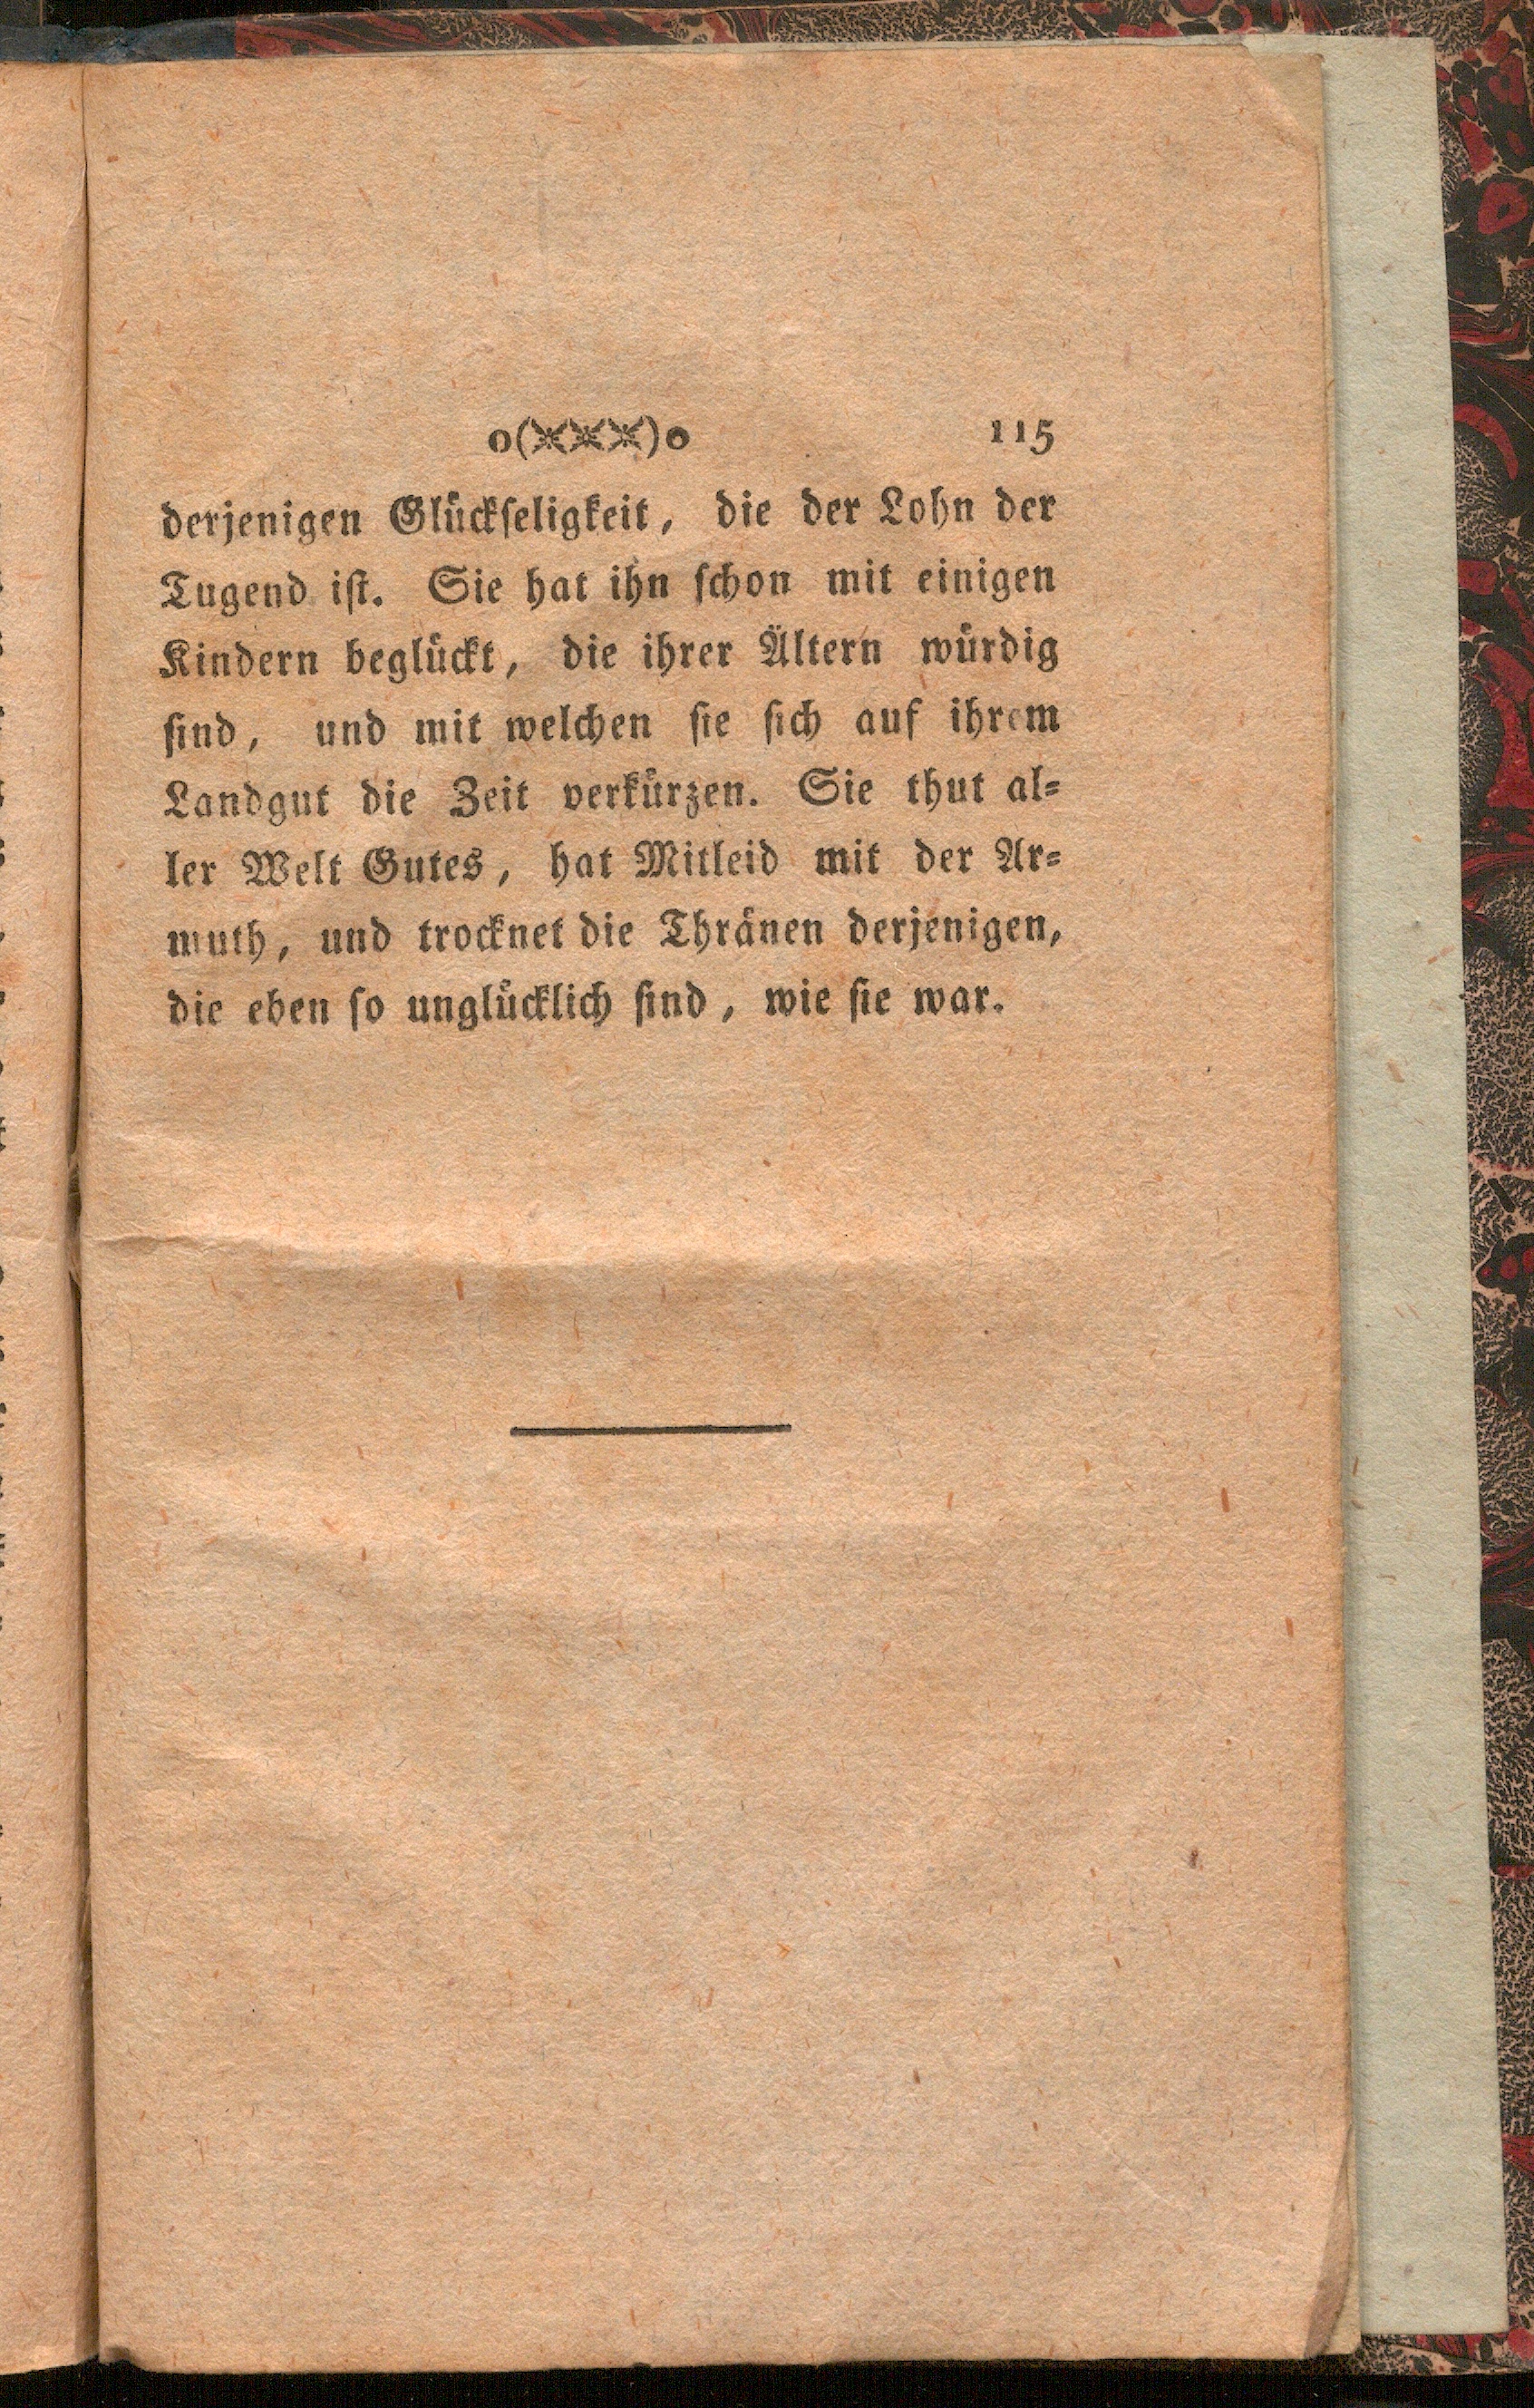 o(※※※)o 115
derjenigen Glückſeligkeit, die der Lohn der
Tugend iſt. Sie hat ihn ſchon mit einigen
Kindern beglückt, die ihrer Ältern würdig
ſind, und mit welchen ſie ſich auf ihrem
Landgut die Zeit verkürzen. Sie thut al⸗
ler Welt Gutes, hat Mitleid mit der Ar⸗
muth, und trocknet die Thränen derjenigen,
die eben ſo unglücklich ſind, wie ſie war.